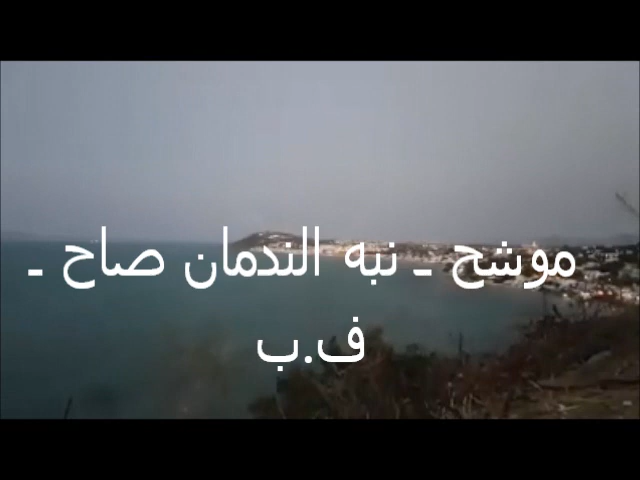 موشح ـ نبه الندمان صاح ـ
ف.ب